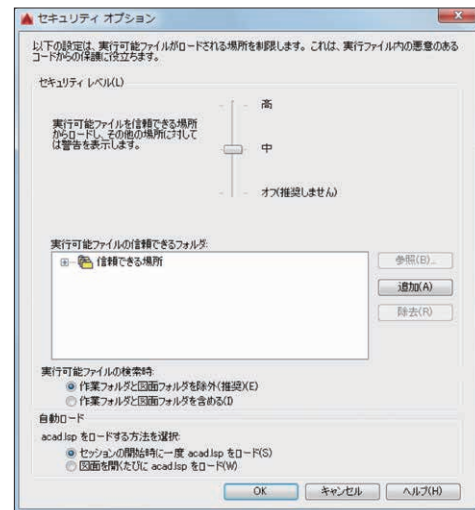 セキュリティ オプション
以下の設定は、実行可能ファイルがロードされる場所を制限します。これは、実行ファイル内の悪意のある
コードからの保護に役立ちます。
セキュリティ レベル(L)
高
実行可能ファイルを信頼できる場所
からロードし、その他の場所に対して
は警告を表示します。
中
オフ(推奨しません)
実行可能ファイルの信頼できるフォルダ:
信頼できる場所
参照(B)...
追加(A)
除去(R)
実行可能ファイルの検索時:
作業フォルダと図面フォルダを除外(推奨)(E)
作業フォルダと図面フォルダを含める(I)
自動ロード
acad.lsp をロードする方法を選択:
セッションの開始時に一度 acad.lsp をロード(S)
図面を開くたびに acad.lsp をロード(W)
OK キャンセル ヘルプ(H)